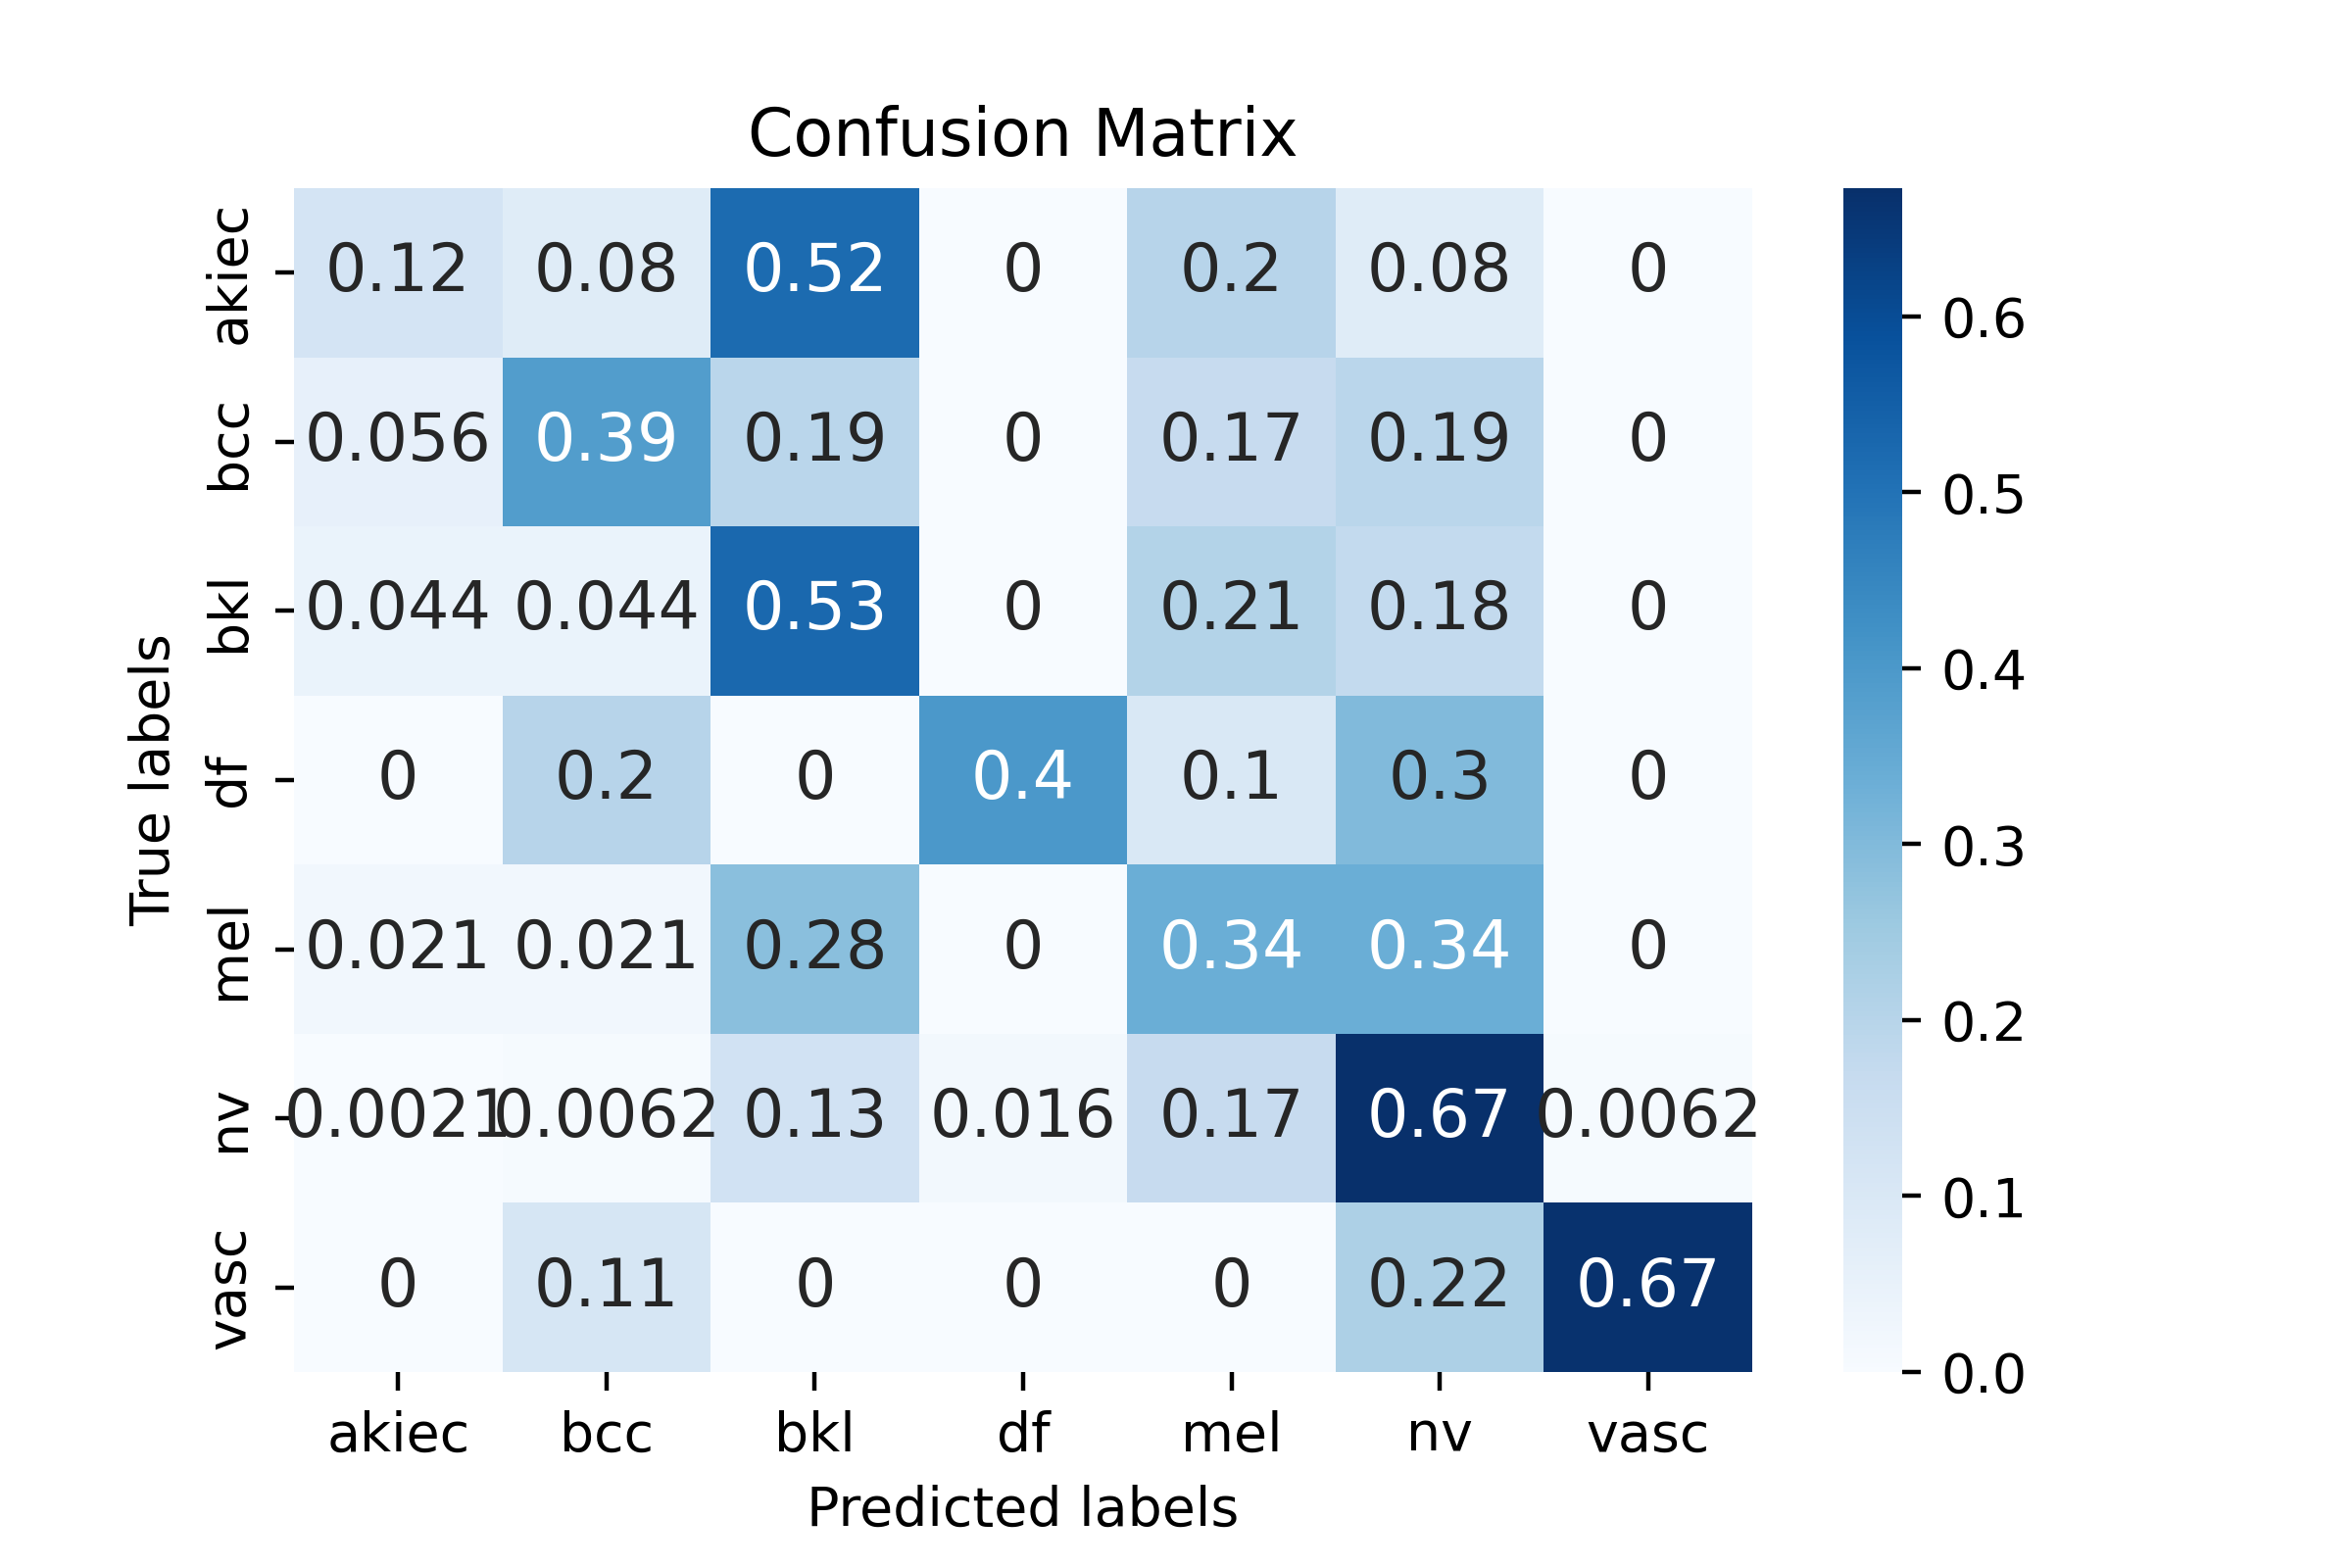 Confusion Matrix
akiec 0.12 0.08 0.52 0 0.2 0.08 0
bcc 0.056 0.39 0.19 0 0.17 0.19 0
bkl 0.044 0.044 0.53 0 0.21 0.18 0
df 0 0.2 0 0.4 0.1 0.3 0
mel 0.021 0.021 0.28 0 0.34 0.34 0
nv 0.0021 0.0062 0.13 0.016 0.17 0.67 0.0062
vasc 0 0.11 0 0 0 0.22 0.67
akiec bcc bkl df mel nv vasc
Predicted labels
True labels
0.6
0.5
0.4
0.3
0.2
0.1
0.0